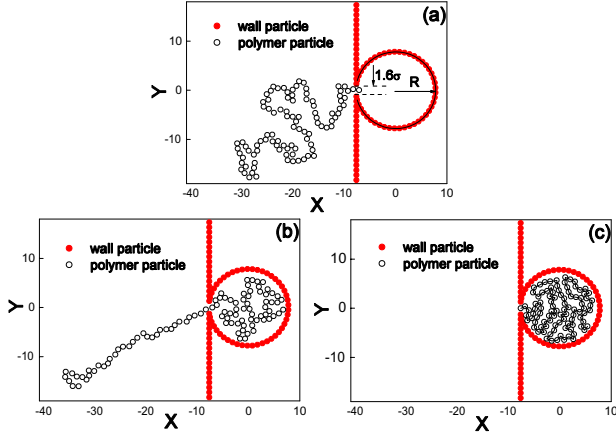 (a)
wall particle
polymer particle
1.6σ
R
Y
10
0
-10
-40 -30 -20 -10 0 10
X
(b)
wall particle
polymer particle
Y
10
0
-10
-40 -30 -20 -10 0 10
X
(c)
wall particle
polymer particle
Y
10
0
-10
-40 -30 -20 -10 0 10
X